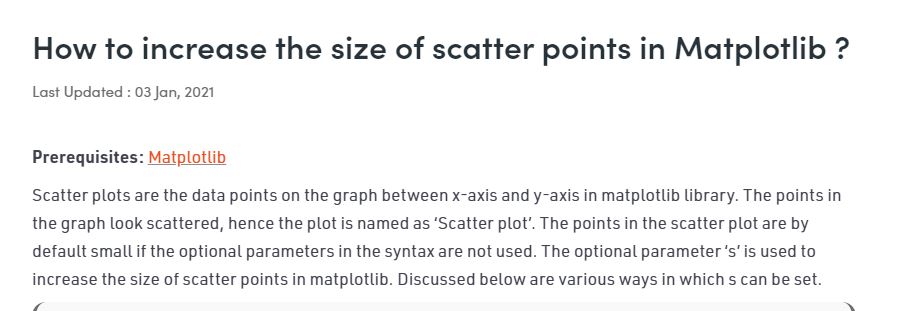 How to increase the size of scatter points in Matplotlib ?
Last Updated : 03 Jan, 2021
Prerequisites: Matplotlib
Scatter plots are the data points on the graph between x-axis and y-axis in matplotlib library. The points in
the graph look scattered, hence the plot is named as ‘Scatter plot’. The points in the scatter plot are by
default small if the optional parameters in the syntax are not used. The optional parameter ‘s’ is used to
increase the size of scatter points in matplotlib. Discussed below are various ways in which s can be set.